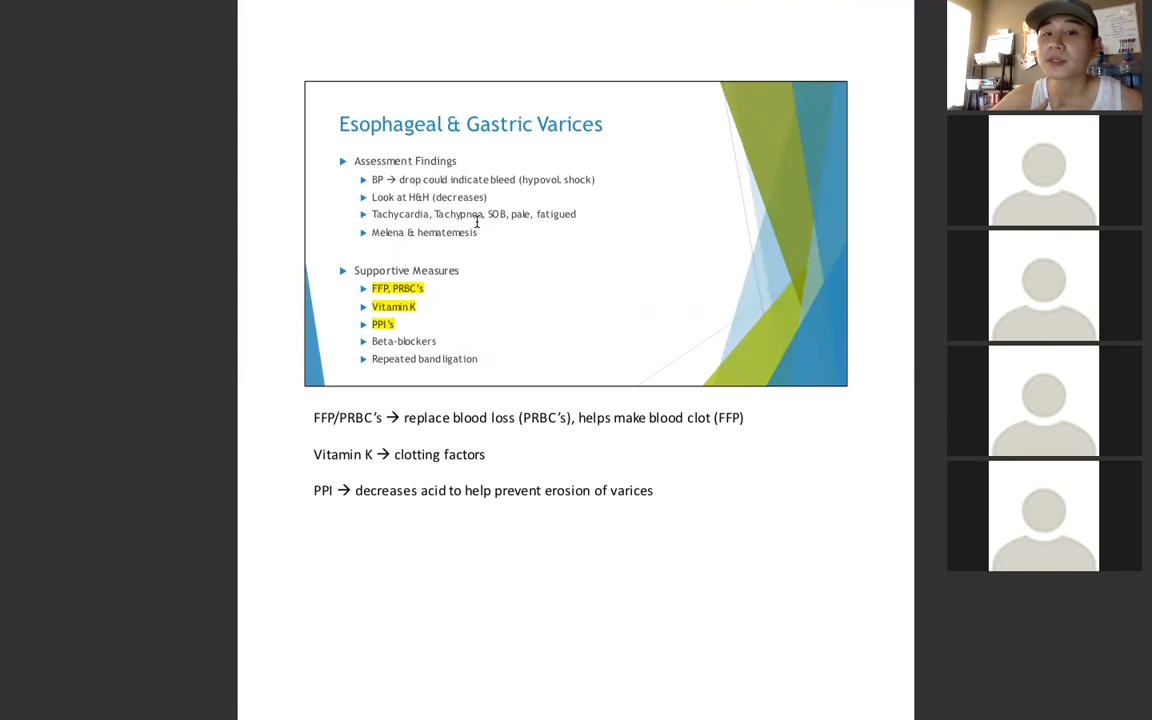 Esophageal & Gastric Varices
Assessment Findings
BP → drop could indicate bleed (hypovol. shock)
Look at H&H (decreases)
Tachycardia, Tachypnea, SOB, pale, fatigued
Melena & hematemesis
Supportive Measures
FFP, PRBC's
Vitamin K
PPI's
Beta-blockers
Repeated band ligation
FFP/PRBC's → replace blood loss (PRBC's), helps make blood clot (FFP)
Vitamin K → clotting factors
PPI → decreases acid to help prevent erosion of varices